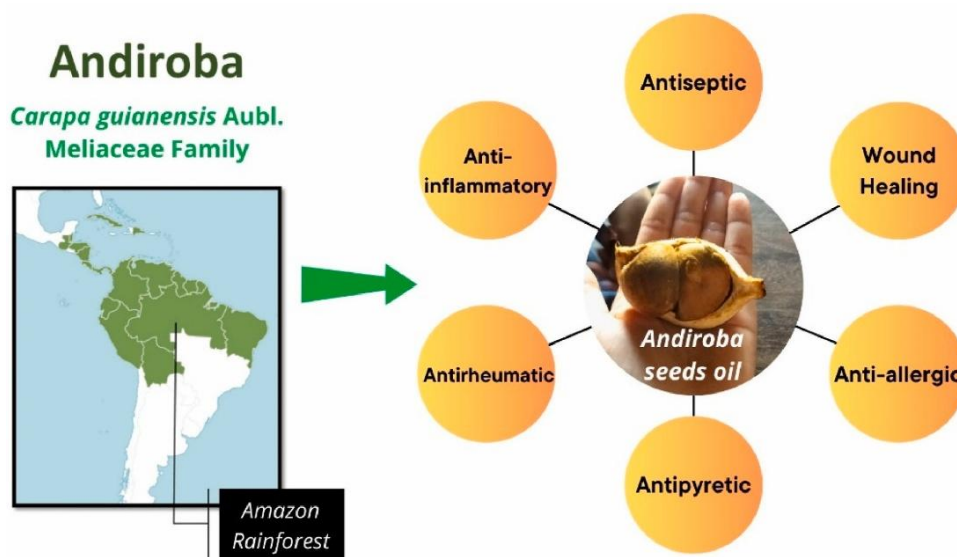 Andiroba
Carapa guianensis Aubl.
Meliaceae Family
Amazon
Rainforest
Antiseptic
Anti-
inflammatory
Wound
Healing
Andiroba
seeds oil
Antirheumatic
Anti-allergic
Antipyretic